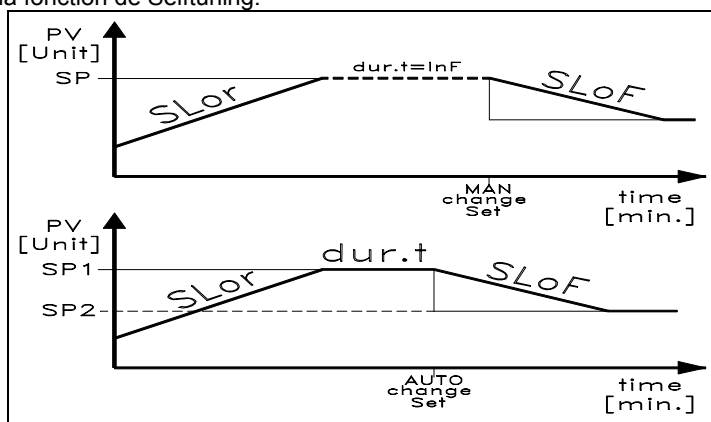 la fonction de Selftuning.
PV
[Unit]
SP
SLor
dur.t=InF
SLoF
MAN
change
Set
time
[min.]
PV
[Unit]
SP1
SP2
SLor
dur.t
SLoF
AUTO
change
Set
time
[min.]